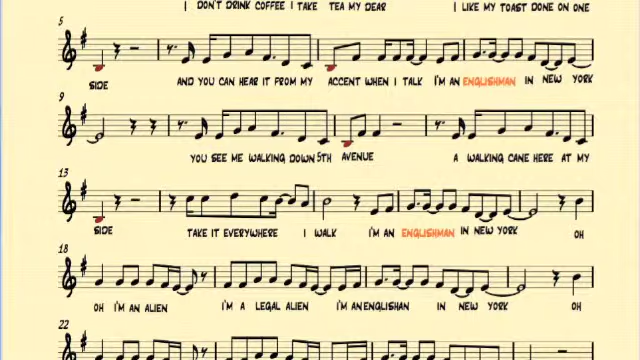 I DON'T DRINK COFFEE I TAKE TEA MY DEAR I LIKE MY TOAST DONE ON ONE
5
SIDE AND YOU CAN HEAR IT FROM MY ACCENT WHEN I TALK I'M AN ENGLISHMAN IN NEW YORK
9
YOU SEE ME WALKING DOWN 5TH AVENUE A WALKING CANE HERE AT MY
13
SIDE TAKE IT EVERYWHERE I WALK I'M AN ENGLISHMAN IN NEW YORK OH
18
OH I'M AN ALIEN I'M A LEGAL ALIEN I'M AN ENGLISHAN IN NEW YORK OH
22